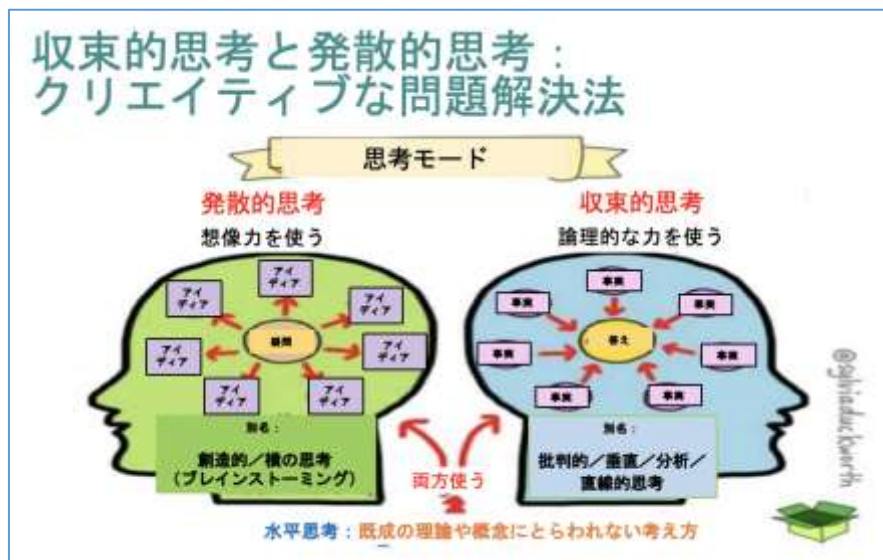 収束的思考と発散的思考：
クリエイティブな問題解決法
思考モード
発散的思考
想像力を使う
アイ
ディア
アイ
ディア
アイ
ディア
アイ
ディア
アイ
ディア
アイ
ディア
アイ
ディア
疑問
別名：
創造的／横の思考
（ブレインストーミング）
収束的思考
論理的な力を使う
事実
事実
事実
事実
事実
事実
事実
答え
別名：
批判的／垂直／分析／
直線的思考
両方使う
水平思考：既成の理論や概念にとらわれない考え方
@sylviaduckworth